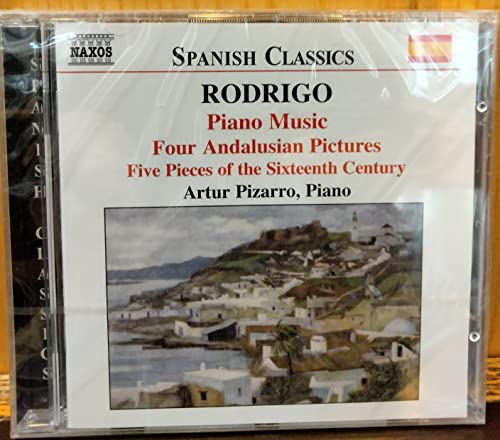 NAXOS
SPANISH CLASSICS
RODRIGO
Piano Music
Four Andalusian Pictures
Five Pieces of the Sixteenth Century
Artur Pizarro, Piano
SPANISH CLASSICS